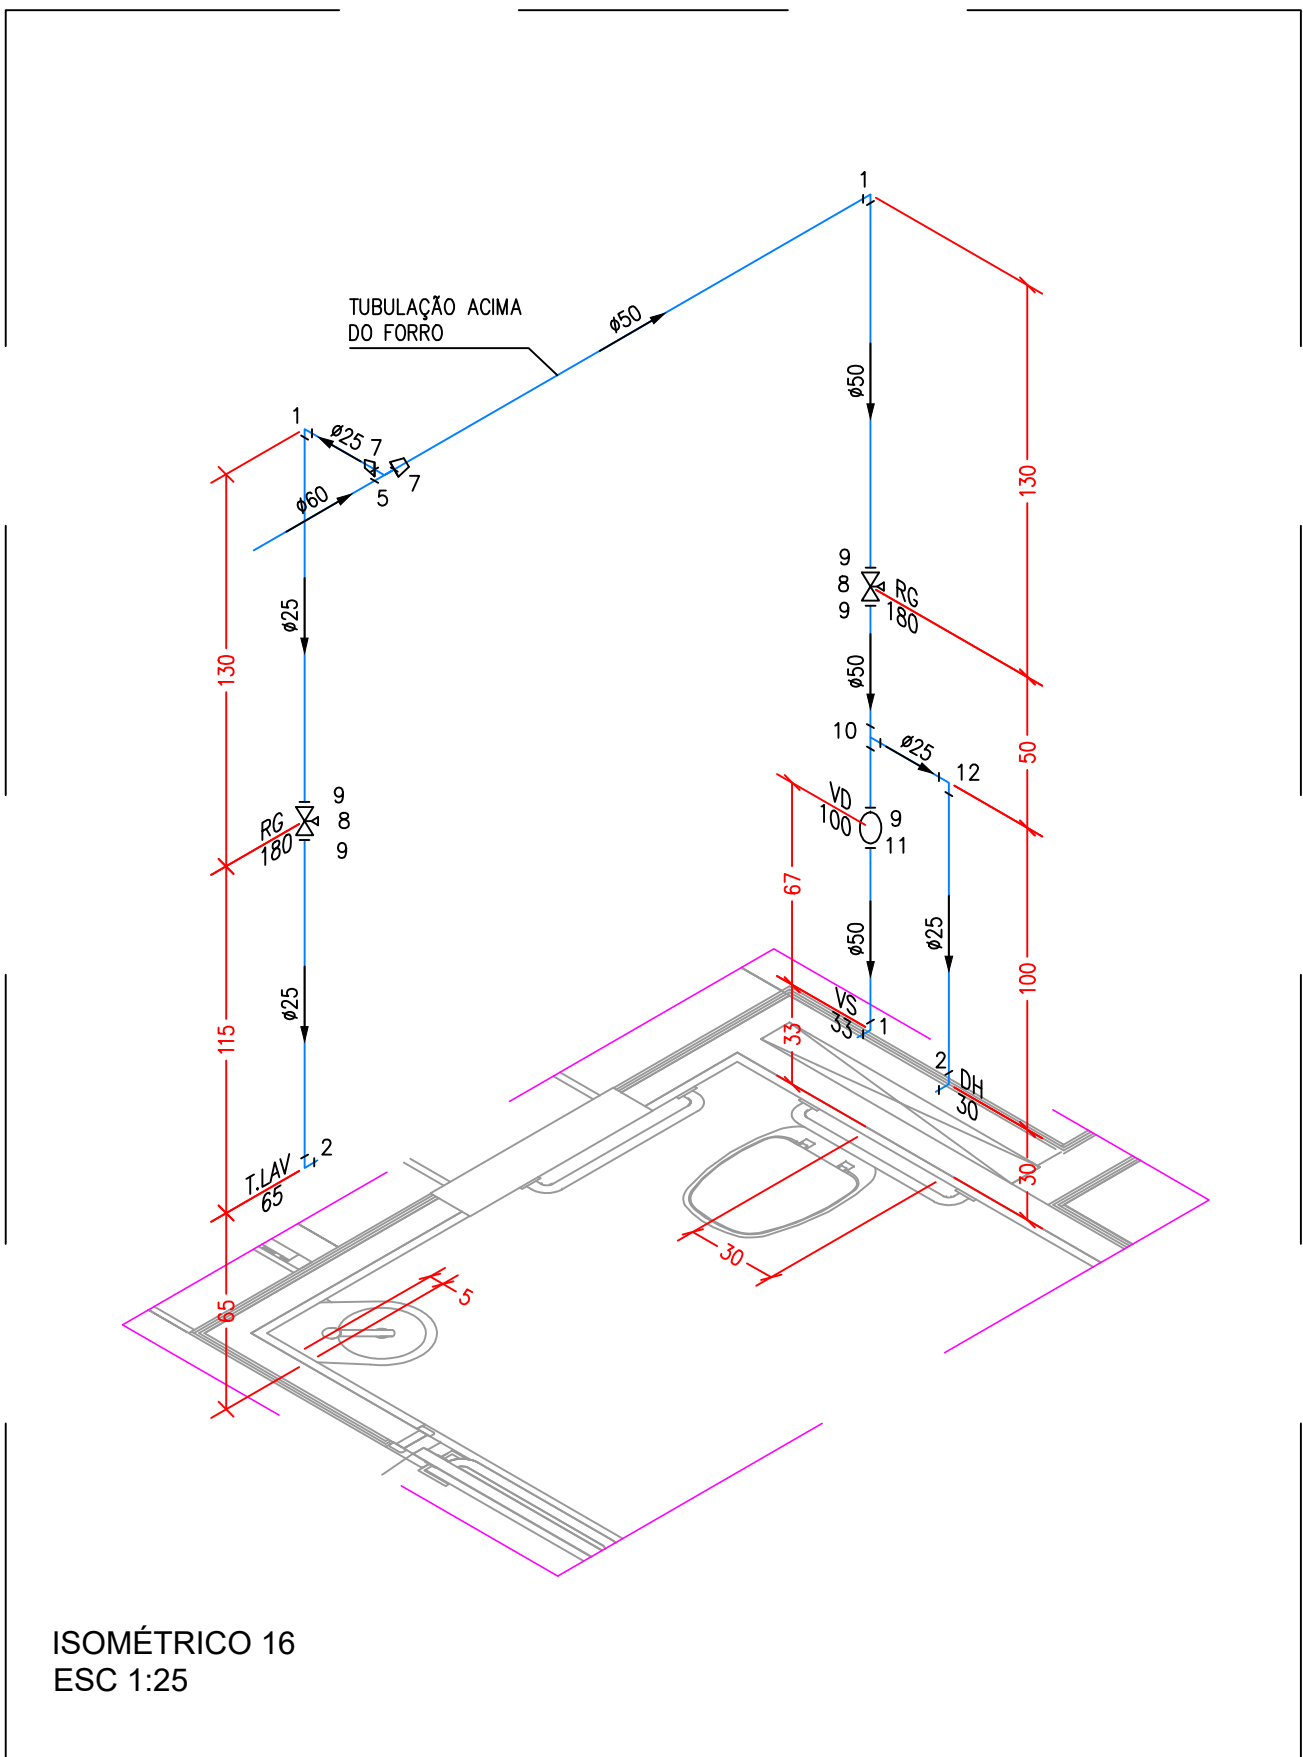 1
TUBULAÇÃO ACIMA
DO FORRO
ø50
ø50
130
1
ø25
7
7
5
ø60
ø25
130
9
8
9
RG
180
ø50
10
ø25
12
50
VD
100
9
11
9
8
9
RG
180
67
ø50
ø25
100
ø25
115
VS
33
1
33
2
DH
30
30
2
T.LAV
65
30
5
65
ISOMÉTRICO 16
ESC 1:25